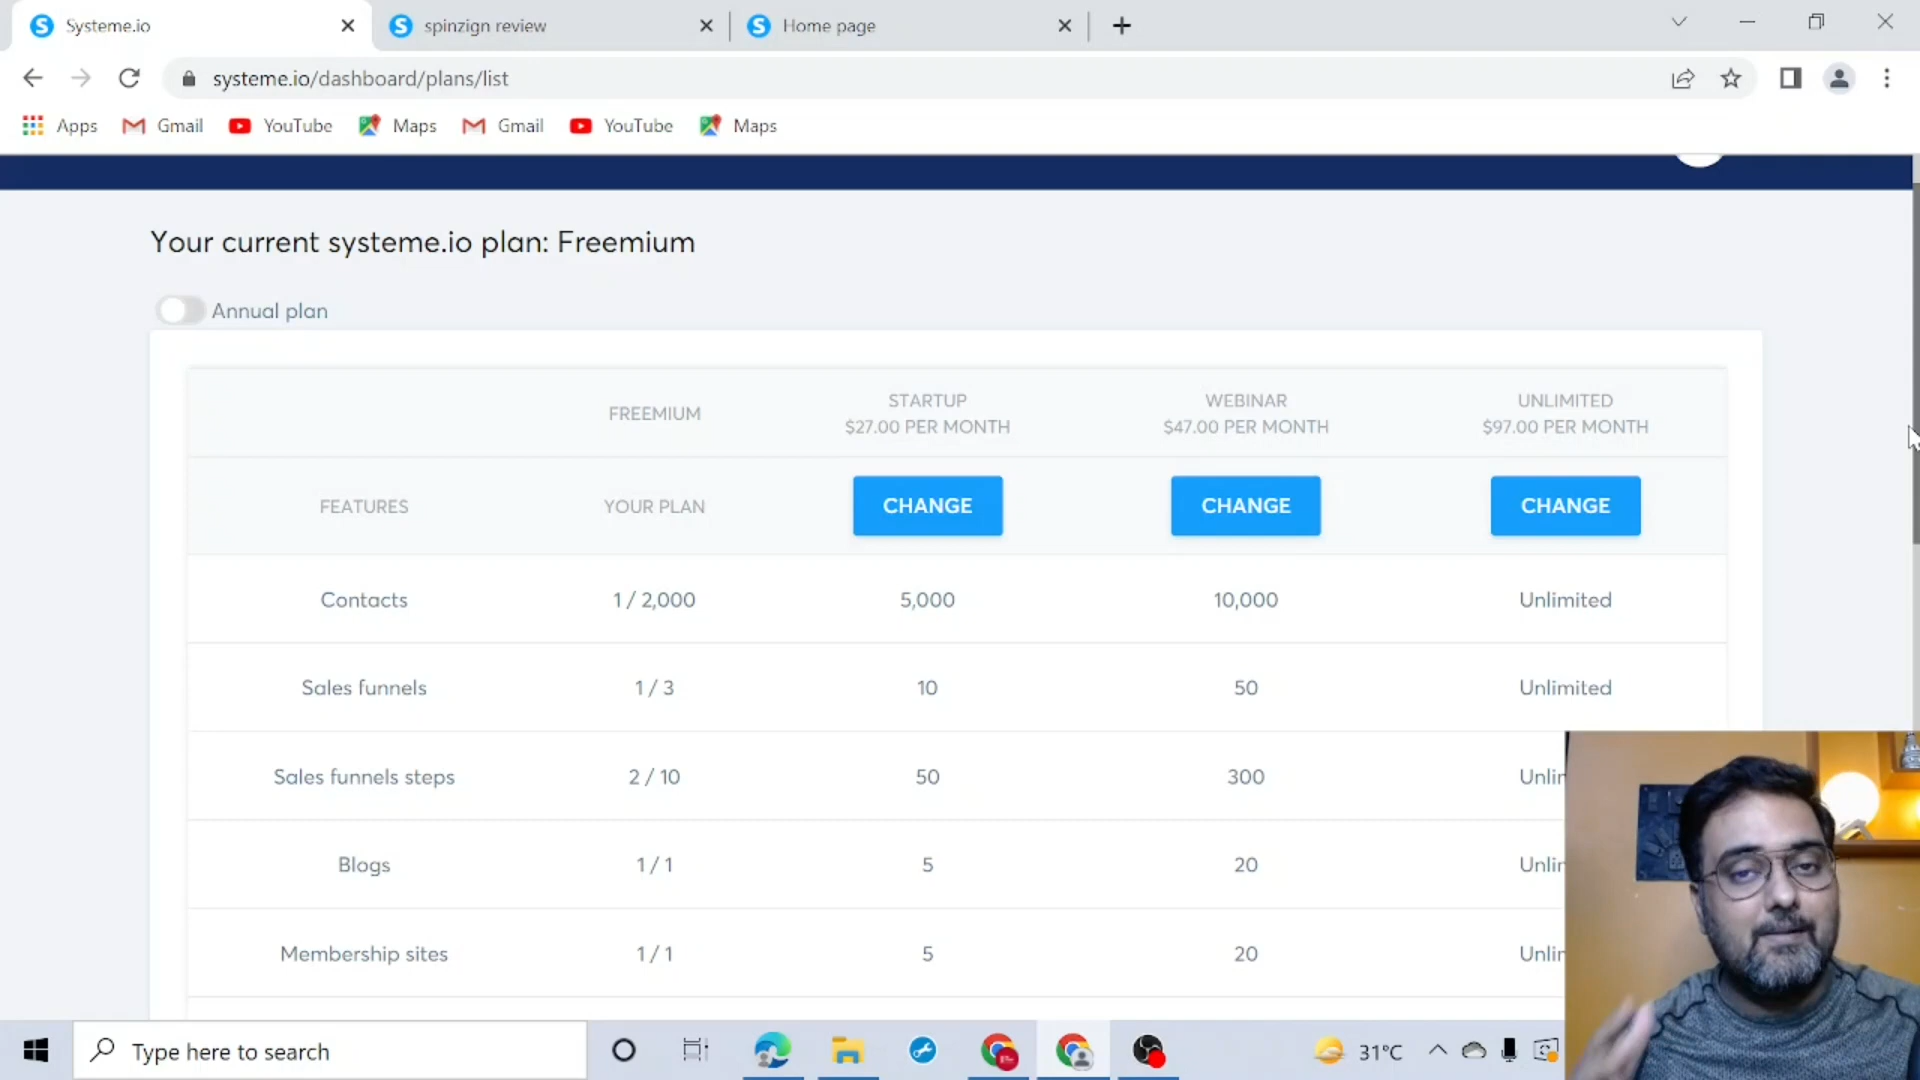 Systeme.io
spinzign review
Home page
systeme.io/dashboard/plans/list
Apps
Gmail
YouTube
Maps
Gmail
YouTube
Maps
Your current systeme.io plan: Freemium
Annual plan
FREEMIUM
STARTUP
$27.00 PER MONTH
WEBINAR
$47.00 PER MONTH
UNLIMITED
$97.00 PER MONTH
FEATURES
YOUR PLAN
CHANGE
CHANGE
CHANGE
Contacts
1 / 2,000
5,000
10,000
Unlimited
Sales funnels
1 / 3
10
50
Unlimited
Sales funnels steps
2 / 10
50
300
Unlin
Blogs
1 / 1
5
20
Unlin
Membership sites
1 / 1
5
20
Unlin
Type here to search
31°C